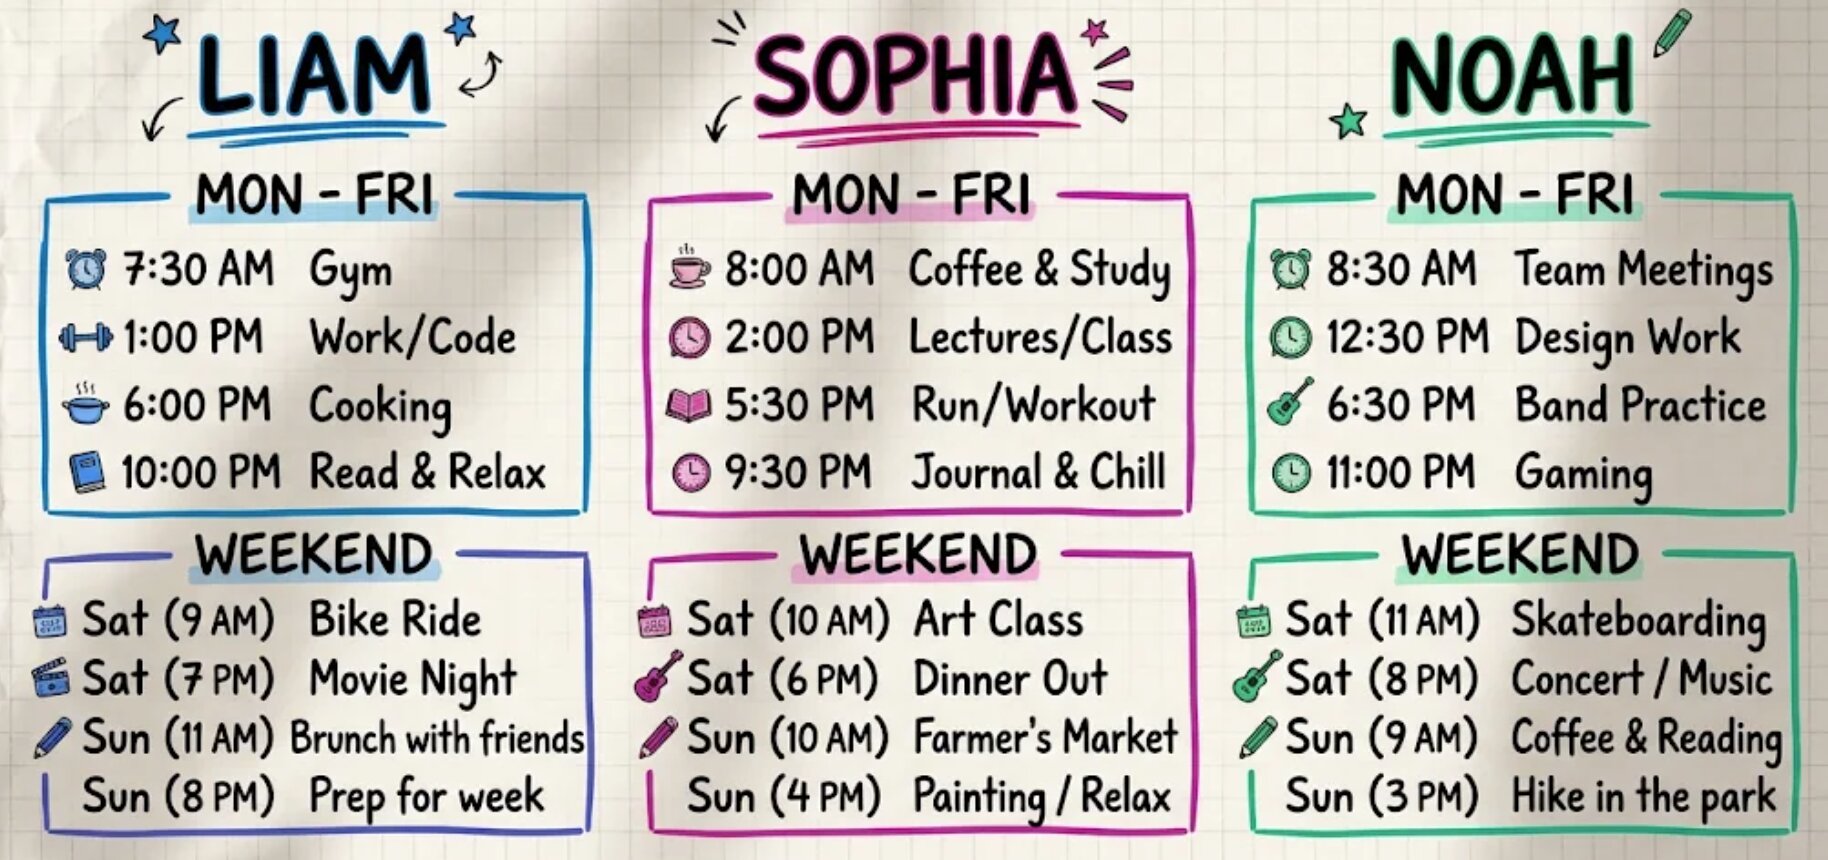 LIAM
MON - FRI
7:30 AM Gym
1:00 PM Work/Code
6:00 PM Cooking
10:00 PM Read & Relax
WEEKEND
Sat (9 AM) Bike Ride
Sat (7 PM) Movie Night
Sun (11 AM) Brunch with friends
Sun (8 PM) Prep for week
SOPHIA
MON - FRI
8:00 AM Coffee & Study
2:00 PM Lectures/Class
5:30 PM Run/Workout
9:30 PM Journal & Chill
WEEKEND
Sat (10 AM) Art Class
Sat (6 PM) Dinner Out
Sun (10 AM) Farmer's Market
Sun (4 PM) Painting / Relax
NOAH
MON - FRI
8:30 AM Team Meetings
12:30 PM Design Work
6:30 PM Band Practice
11:00 PM Gaming
WEEKEND
Sat (11 AM) Skateboarding
Sat (8 PM) Concert / Music
Sun (9 AM) Coffee & Reading
Sun (3 PM) Hike in the park